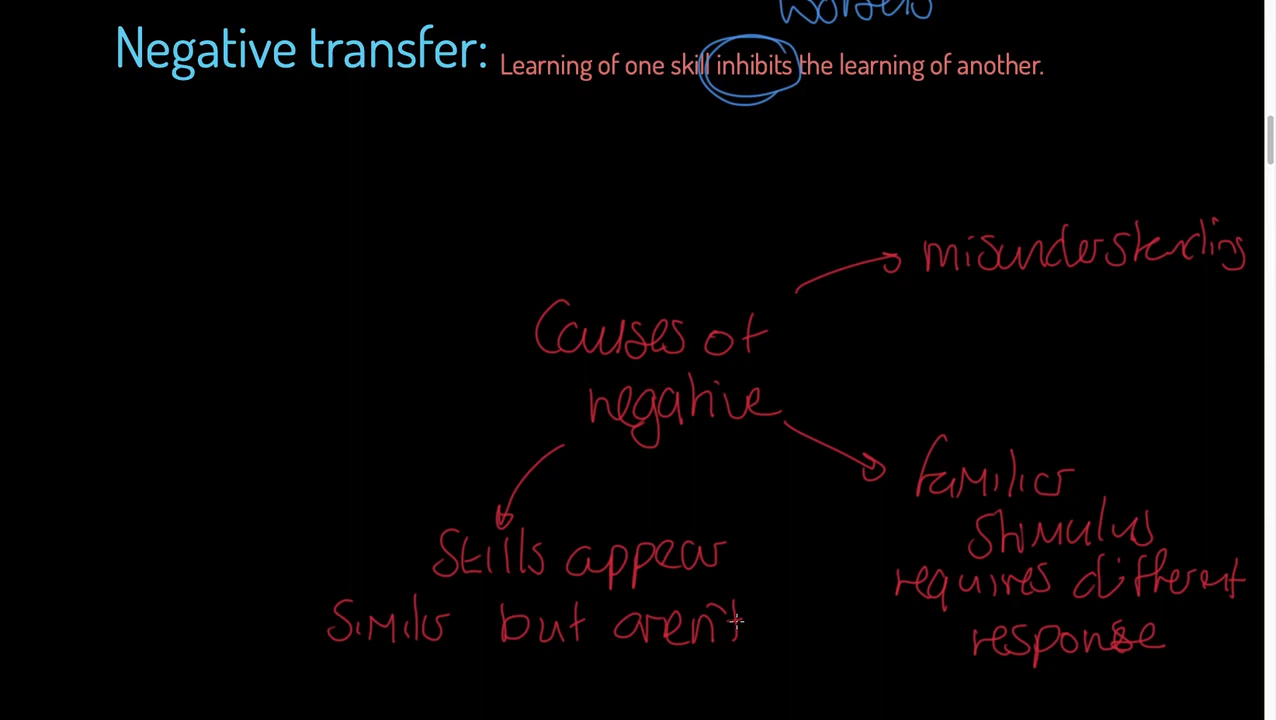 worsens
Negative transfer: Learning of one skill inhibits the learning of another.
misunderstanding
Causes of
negative
familiar
stimulus
requires different
response
Skills appear
similar but aren't